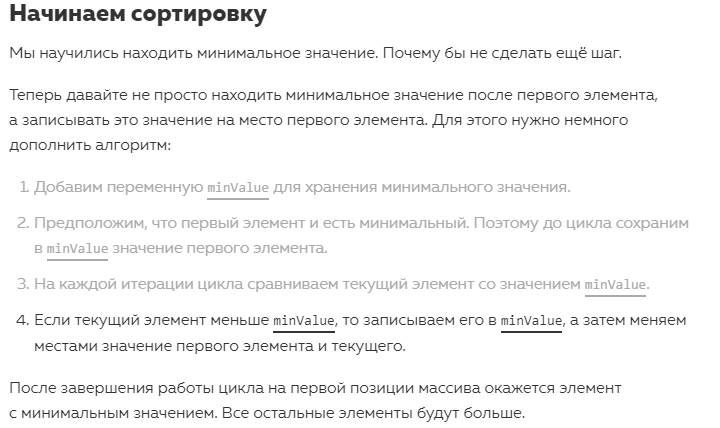 Начинаем сортировку
Мы научились находить минимальное значение. Почему бы не сделать ещё шаг.
Теперь давайте не просто находить минимальное значение после первого элемента,
а записывать это значение на место первого элемента. Для этого нужно немного
дополнить алгоритм:
1. Добавим переменную minValue для хранения минимального значения.
2. Предположим, что первый элемент и есть минимальный. Поэтому до цикла сохраним
в minValue значение первого элемента.
3. На каждой итерации цикла сравниваем текущий элемент со значением minValue.
4. Если текущий элемент меньше minValue, то записываем его в minValue, а затем меняем
местами значение первого элемента и текущего.
После завершения работы цикла на первой позиции массива окажется элемент
с минимальным значением. Все остальные элементы будут больше.